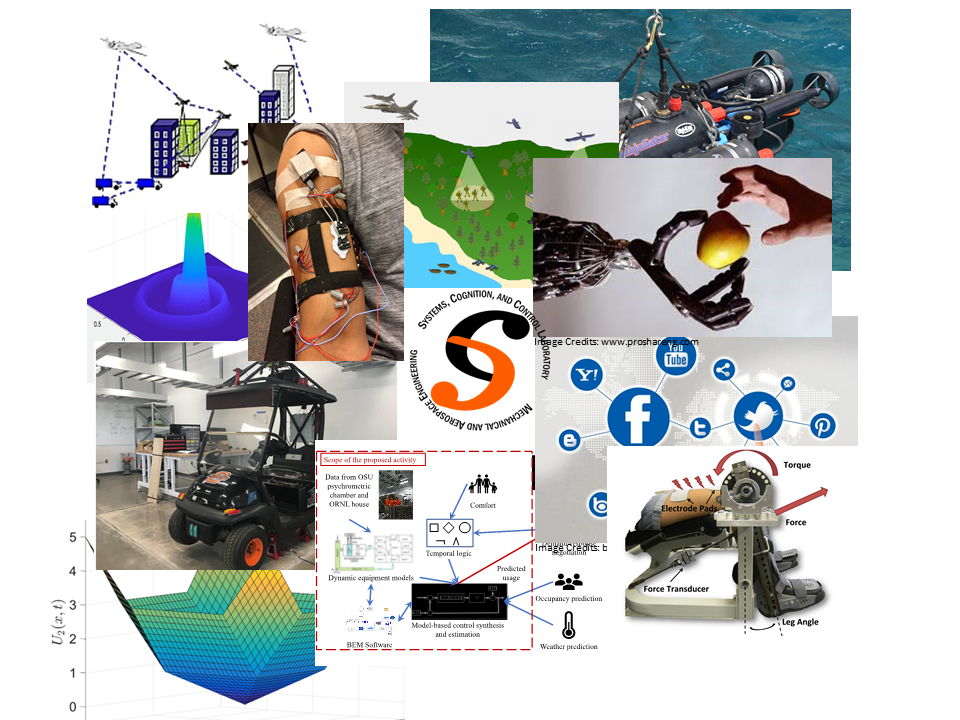 SYSTEMS, COGNITION, AND CONTROL LABORATORY
MECHANICAL AND AEROSPACE ENGINEERING
Image Credits: www.proshareng.com
You
Tube
Y!
f
t
B
b
Image Credits: b
0.5
0
Scope of the proposed activity
Data from OSU
psychrometric
chamber and
ORNL house
Comfort
Temporal logic
Dynamic equipment models
Predicted
usage
Occupancy prediction
Model-based control synthesis
and estimation
BEM Software
Weather prediction
Torque
Electrode Pads
Force
Force Transducer
Leg Angle
5
4
3
2
1
0
U₂(x, t)